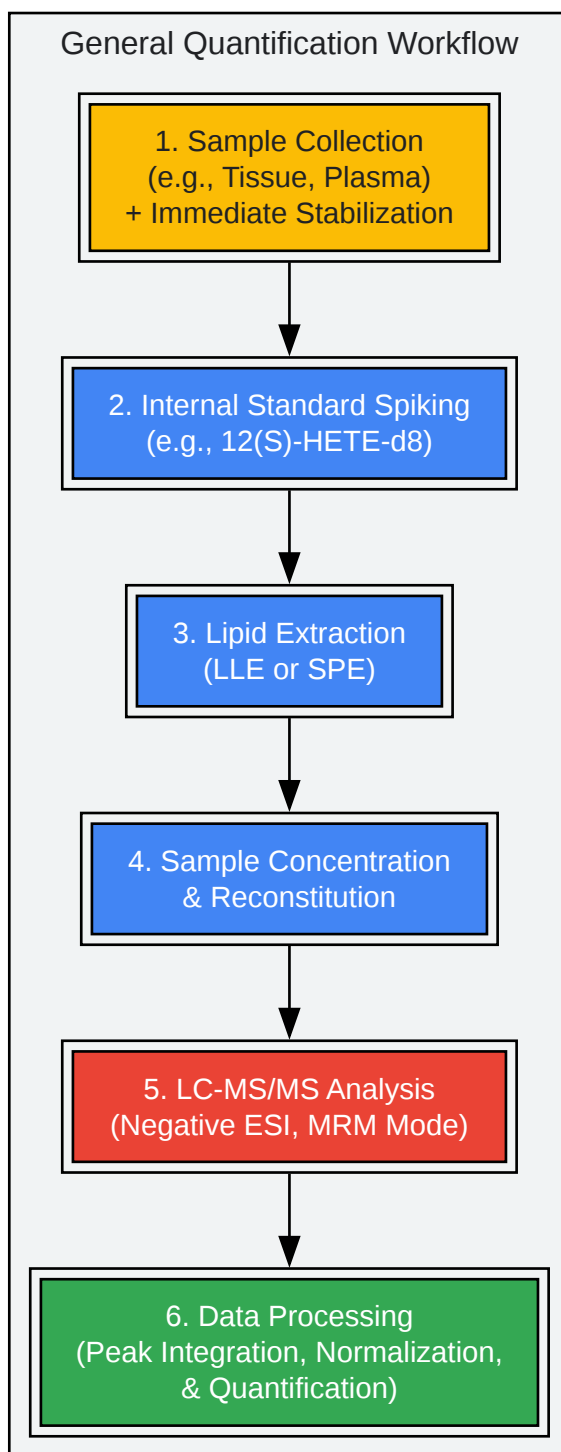 General Quantification Workflow
1. Sample Collection
(e.g., Tissue, Plasma)
+ Immediate Stabilization
2. Internal Standard Spiking
(e.g., 12(S)-HETE-d8)
3. Lipid Extraction
(LLE or SPE)
4. Sample Concentration
& Reconstitution
5. LC-MS/MS Analysis
(Negative ESI, MRM Mode)
6. Data Processing
(Peak Integration, Normalization,
& Quantification)